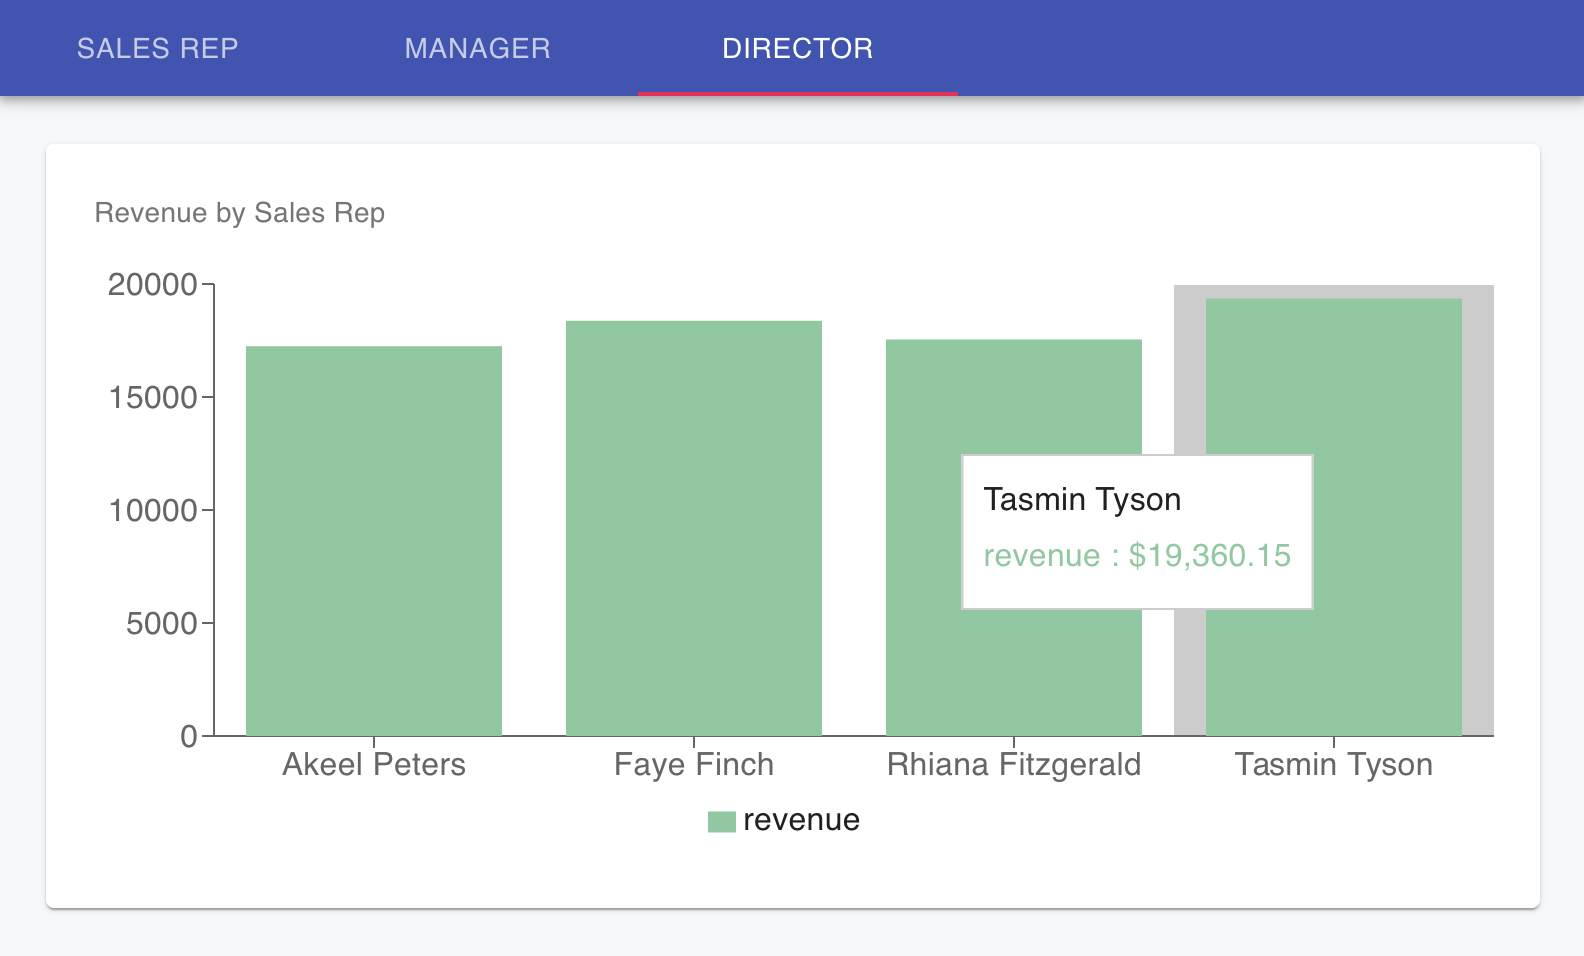 SALES REP MANAGER DIRECTOR
Revenue by Sales Rep
20000
15000
10000
5000
0
Tasmin Tyson
revenue : $19,360.15
Akeel Peters Faye Finch Rhiana Fitzgerald Tasmin Tyson
revenue